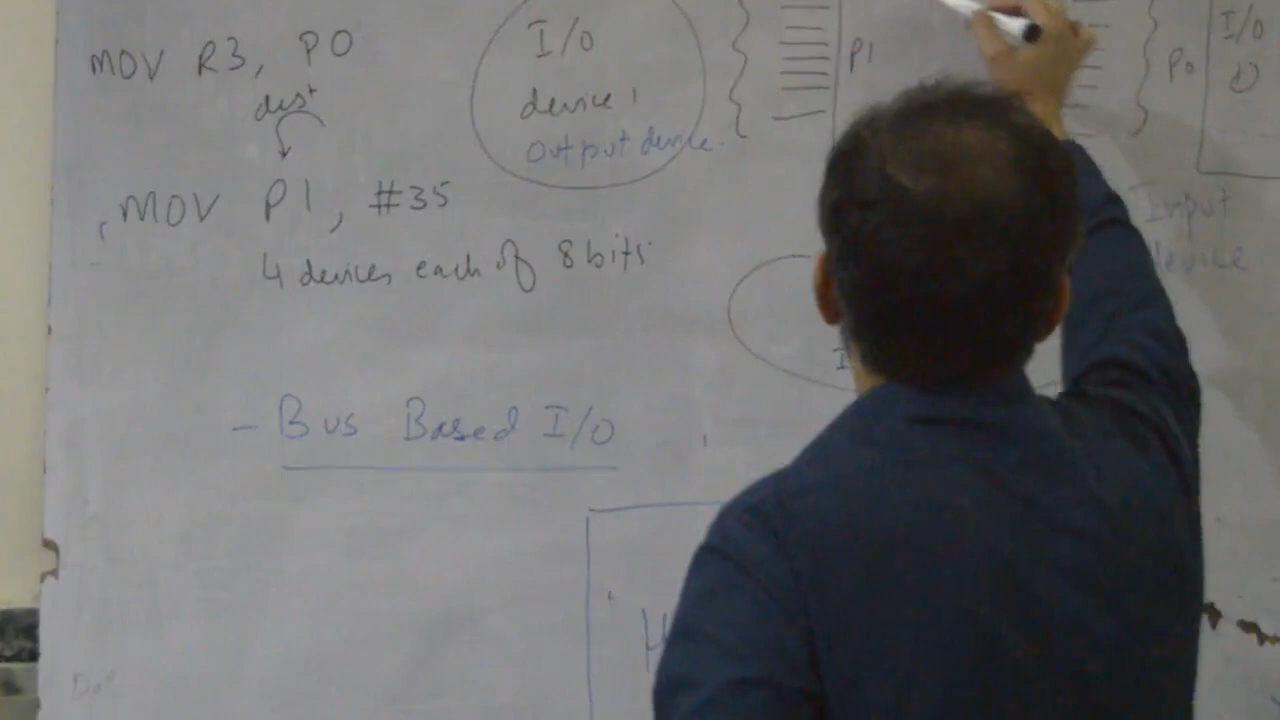 MOV R3, P0
dest
MOV P1, #35
4 devices each of 8 bits
- Bus Based I/O
I/O
device 1
Output device.
P1
P0
I/O
Input
device
I